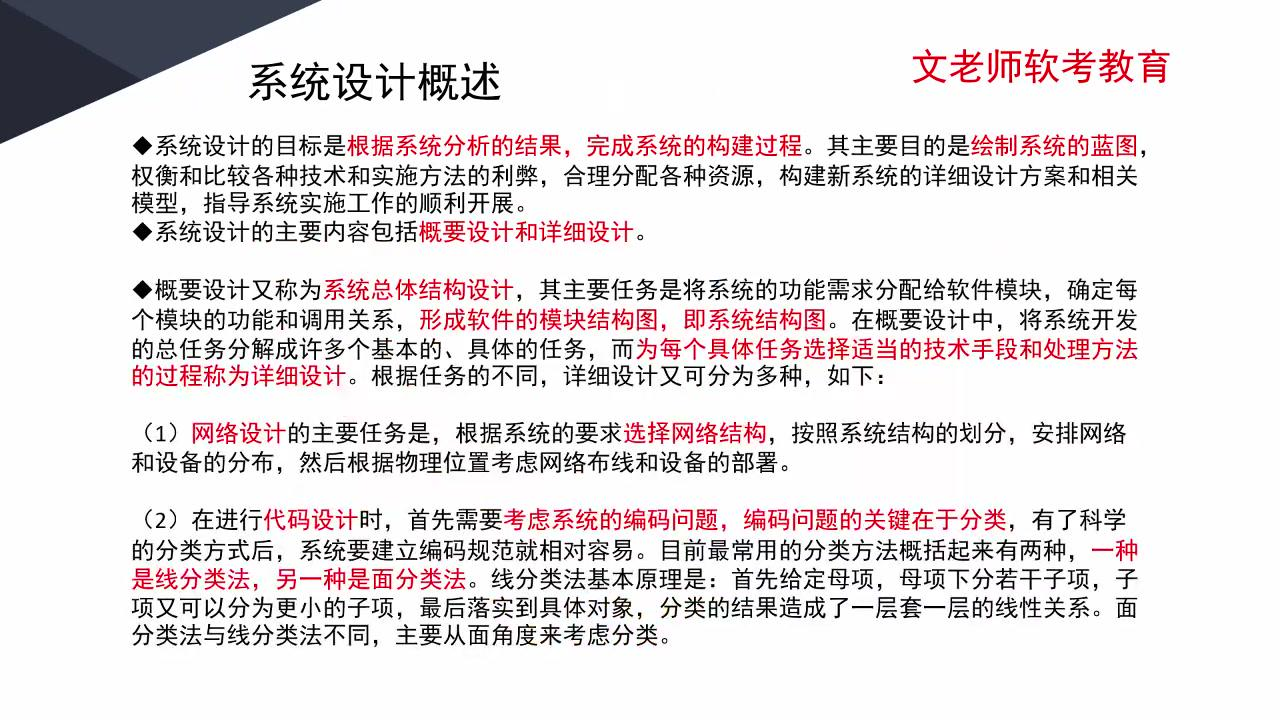 系统设计概述
文老师软考教育
◆系统设计的目标是根据系统分析的结果，完成系统的构建过程。其主要目的是绘制系统的蓝图，
权衡和比较各种技术和实施方法的利弊，合理分配各种资源，构建新系统的详细设计方案和相关
模型，指导系统实施工作的顺利开展。
◆系统设计的主要内容包括概要设计和详细设计。
◆概要设计又称为系统总体结构设计，其主要任务是将系统的功能需求分配给软件模块，确定每
个模块的功能和调用关系，形成软件的模块结构图，即系统结构图。在概要设计中，将系统开发
的总任务分解成许多个基本的、具体的任务，而为每个具体任务选择适当的技术手段和处理方法
的过程称为详细设计。根据任务的不同，详细设计又可分为多种，如下：
（1）网络设计的主要任务是，根据系统的要求选择网络结构，按照系统结构的划分，安排网络
和设备的分布，然后根据物理位置考虑网络布线和设备的部署。
（2）在进行代码设计时，首先需要考虑系统的编码问题，编码问题的关键在于分类，有了科学
的分类方式后，系统要建立编码规范就相对容易。目前最常用的分类方法概括起来有两种，一种
是线分类法，另一种是面分类法。线分类法基本原理是：首先给定母项，母项下分若干子项，子
项又可以分为更小的子项，最后落实到具体对象，分类的结果造成了一层套一层的线性关系。面
分类法与线分类法不同，主要从面角度来考虑分类。